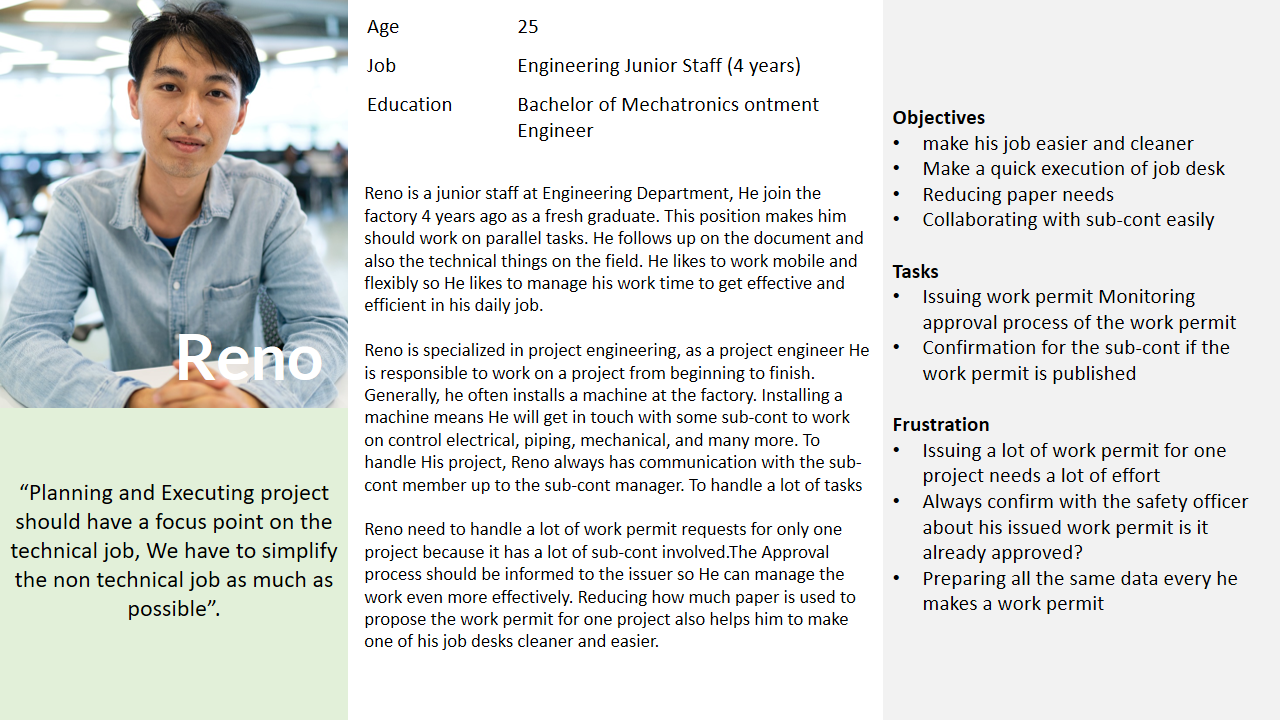 Reno
“Planning and Executing project
should have a focus point on the
technical job, We have to simplify
the non technical job as much as
possible”.
Age 25
Job Engineering Junior Staff (4 years)
Education Bachelor of Mechatronics ontment
Engineer
Reno is a junior staff at Engineering Department, He join the
factory 4 years ago as a fresh graduate. This position makes him
should work on parallel tasks. He follows up on the document and
also the technical things on the field. He likes to work mobile and
flexibly so He likes to manage his work time to get effective and
efficient in his daily job.
Reno is specialized in project engineering, as a project engineer He
is responsible to work on a project from beginning to finish.
Generally, he often installs a machine at the factory. Installing a
machine means He will get in touch with some sub-cont to work
on control electrical, piping, mechanical, and many more. To
handle His project, Reno always has communication with the sub-
cont member up to the sub-cont manager. To handle a lot of tasks
Reno need to handle a lot of work permit requests for only one
project because it has a lot of sub-cont involved.The Approval
process should be informed to the issuer so He can manage the
work even more effectively. Reducing how much paper is used to
propose the work permit for one project also helps him to make
one of his job desks cleaner and easier.
Objectives
• make his job easier and cleaner
• Make a quick execution of job desk
• Reducing paper needs
• Collaborating with sub-cont easily
Tasks
• Issuing work permit Monitoring
approval process of the work permit
• Confirmation for the sub-cont if the
work permit is published
Frustration
• Issuing a lot of work permit for one
project needs a lot of effort
• Always confirm with the safety officer
about his issued work permit is it
already approved?
• Preparing all the same data every he
makes a work permit